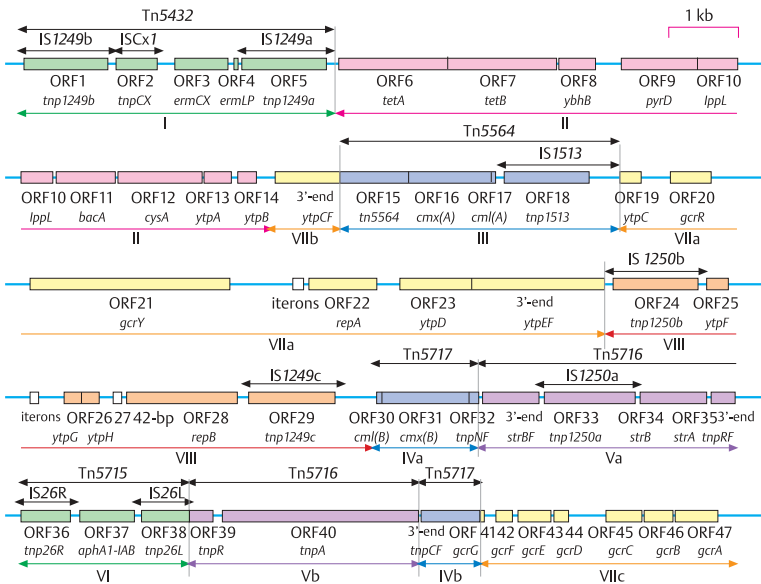 Tn5432
1 kb
IS1249b ISCx1 IS1249a
ORF1 ORF2 ORF3 ORF4 ORF5 ORF6 ORF7 ORF8 ORF9 ORF10
tnp1249b tnpCX ermCX ermLP tnp1249a tetA tetB ybhB pyrD lppL
I II
Tn5564
IS1513
ORF10 ORF11 ORF12 ORF13 ORF14 3'-end ORF15 ORF16 ORF17 ORF18 ORF19 ORF20
lppL bacA cysA ytpA ytpB ytpCF tn5564 cmx(A) cml(A) tnp1513 ytpC gcrR
II VIIb III VIIa
IS 1250b
ORF21 iterons ORF22 ORF23 3'-end ORF24 ORF25
gcrY repA ytpD ytpEF tnp1250b ytpF
VIIa VIII
Tn5717 Tn5716
IS1249c IS1250a
iterons ORF26 27 42-bp ORF28 ORF29 ORF30 ORF31 ORF32 3'-end ORF33 ORF34 ORF35 3'-end
ytpG ytpH repB tnp1249c cml(B) cmx(B) tnpNF strBF tnp1250a strB strA tnpRF
VIII IVa Va
Tn5715 Tn5716 Tn5717
IS26R IS26L
ORF36 ORF37 ORF38 ORF39 ORF40 3'-end ORF 41 42 ORF43 44 ORF45 ORF46 ORF47
tnp26R aphA1-IAB tnp26L tnpR tnpA tnpCF gcrG gcrF gcrE gcrD gcrC gcrB gcrA
VI Vb IVb VIIc